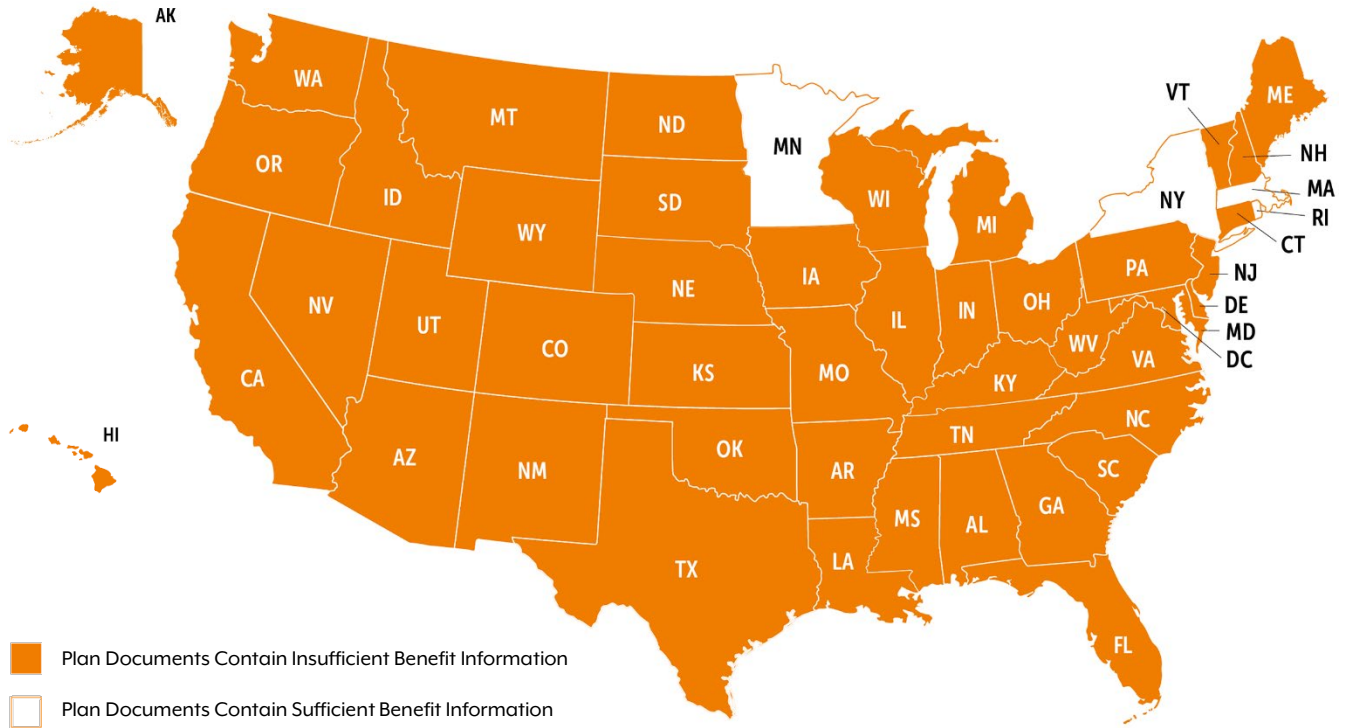 AK
WA
MT
ND
MN
VT
ME
OR
ID
SD
WI
MI
NY
NH
MA
RI
CT
WY
IA
PA
NJ
NV
UT
NE
IL
IN
OH
DE
MD
DC
CA
CO
KS
MO
WV
VA
KY
HI
AZ
NM
OK
AR
TN
NC
SC
MS
AL
GA
TX
LA
FL
Plan Documents Contain Insufficient Benefit Information
Plan Documents Contain Sufficient Benefit Information